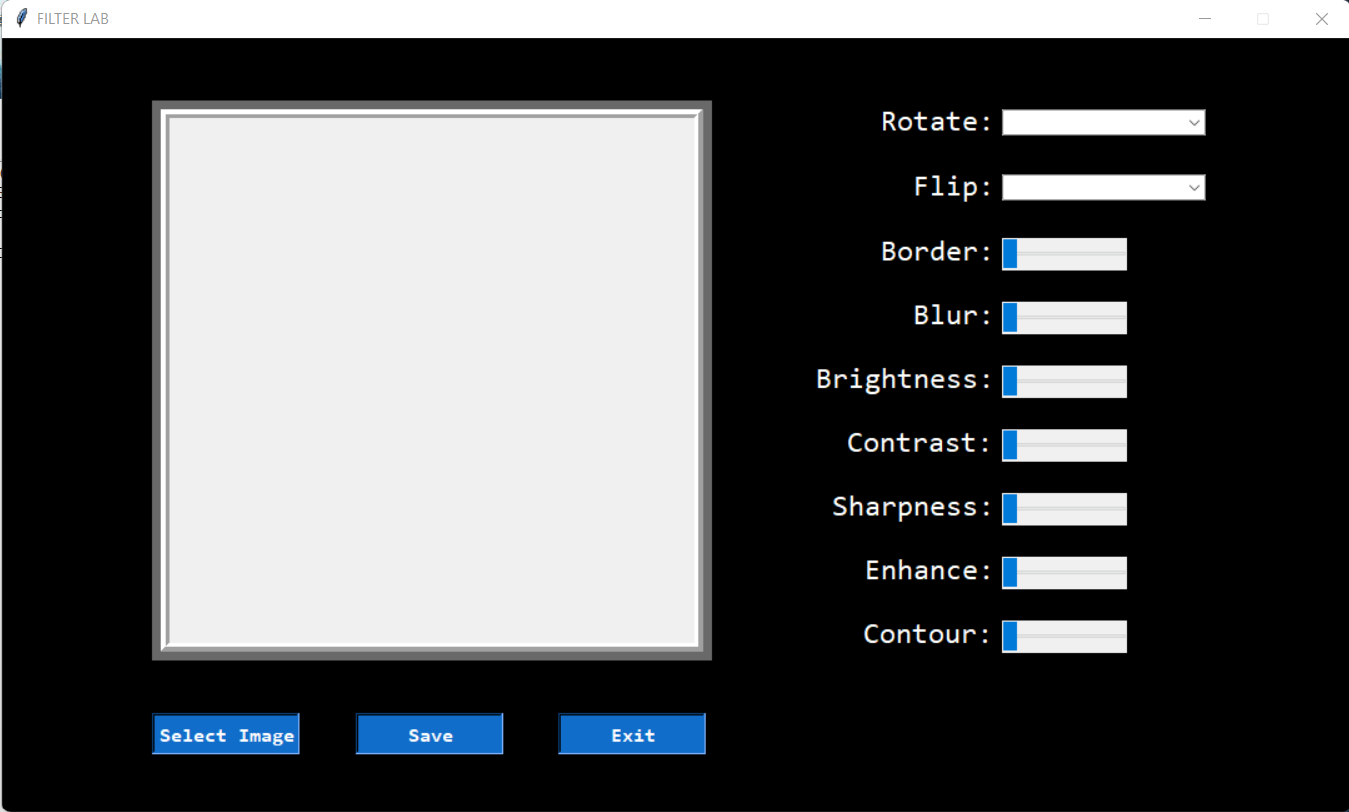 FILTER LAB
Rotate:
Flip:
Border:
Blur:
Brightness:
Contrast:
Sharpness:
Enhance:
Contour:
Select Image
Save
Exit